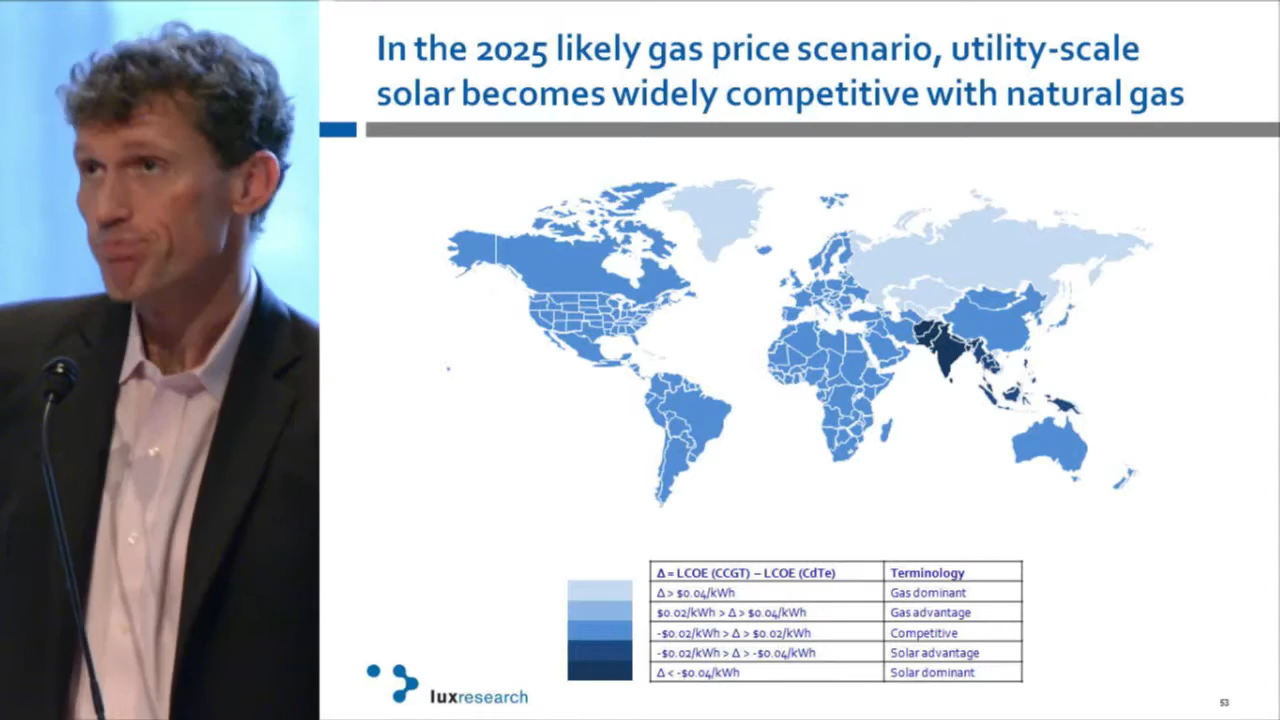 In the 2025 likely gas price scenario, utility-scale
solar becomes widely competitive with natural gas
Δ = LCOE (CCGT) – LCOE (CdTe) Terminology
Δ > $0.04/kWh Gas dominant
$0.02/kWh > Δ > $0.04/kWh Gas advantage
-$0.02/kWh > Δ > $0.02/kWh Competitive
-$0.02/kWh > Δ > -$0.04/kWh Solar advantage
Δ < -$0.04/kWh Solar dominant
luxresearch
53